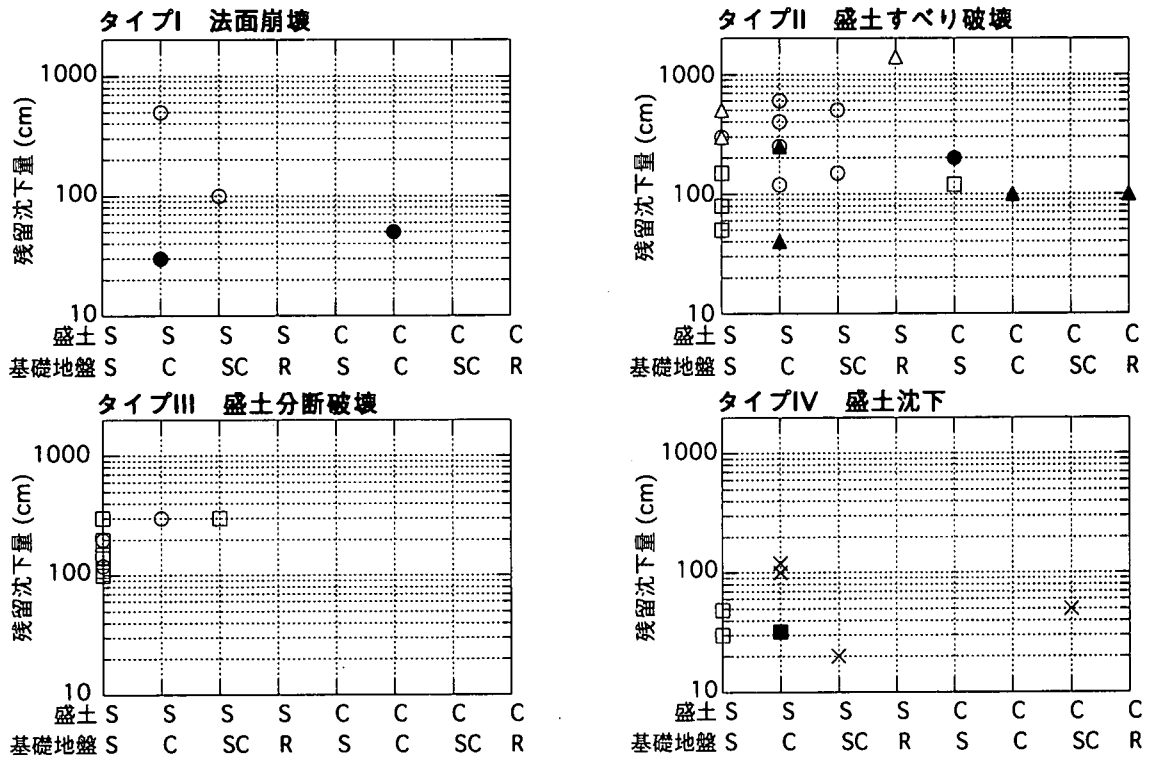 タイプI 法面崩壊
残留沈下量 (cm)
1000
100
10
盛土 S S S S C C C C
基礎地盤 S C SC R S C SC R
タイプII 盛土すべり破壊
残留沈下量 (cm)
1000
100
10
盛土 S S S S C C C C
基礎地盤 S C SC R S C SC R
タイプIII 盛土分断破壊
残留沈下量 (cm)
1000
100
10
盛土 S S S S C C C C
基礎地盤 S C SC R S C SC R
タイプIV 盛土沈下
残留沈下量 (cm)
1000
100
10
盛土 S S S S C C C C
基礎地盤 S C SC R S C SC R